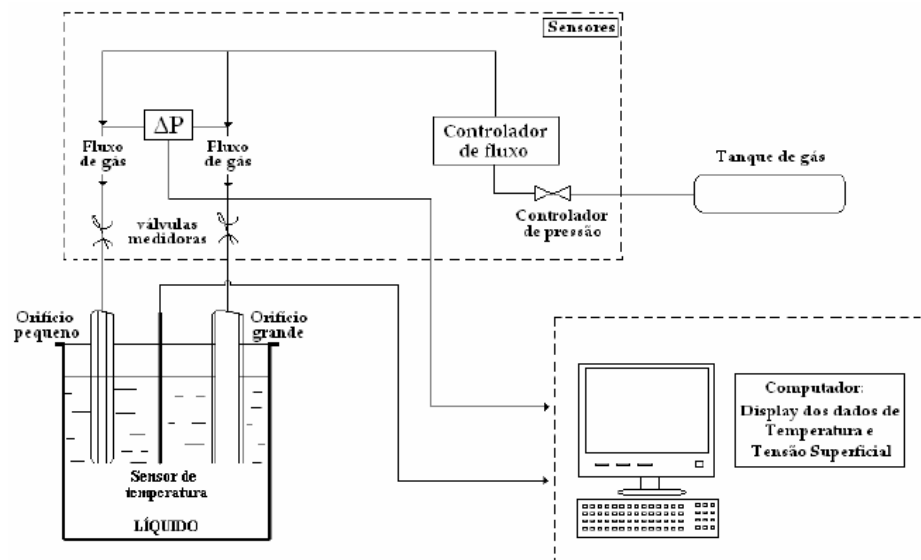 Sensores
ΔP
Fluxo
de gás
Fluxo
de gás
Controlador
de fluxo
Tanque de gás
válvulas
medidoras
Controlador
de pressão
Orifício
pequeno
Orifício
grande
Sensor de
temperatura
LÍQUIDO
Computador:
Display dos dados de
Temperatura e
Tensão Superficial